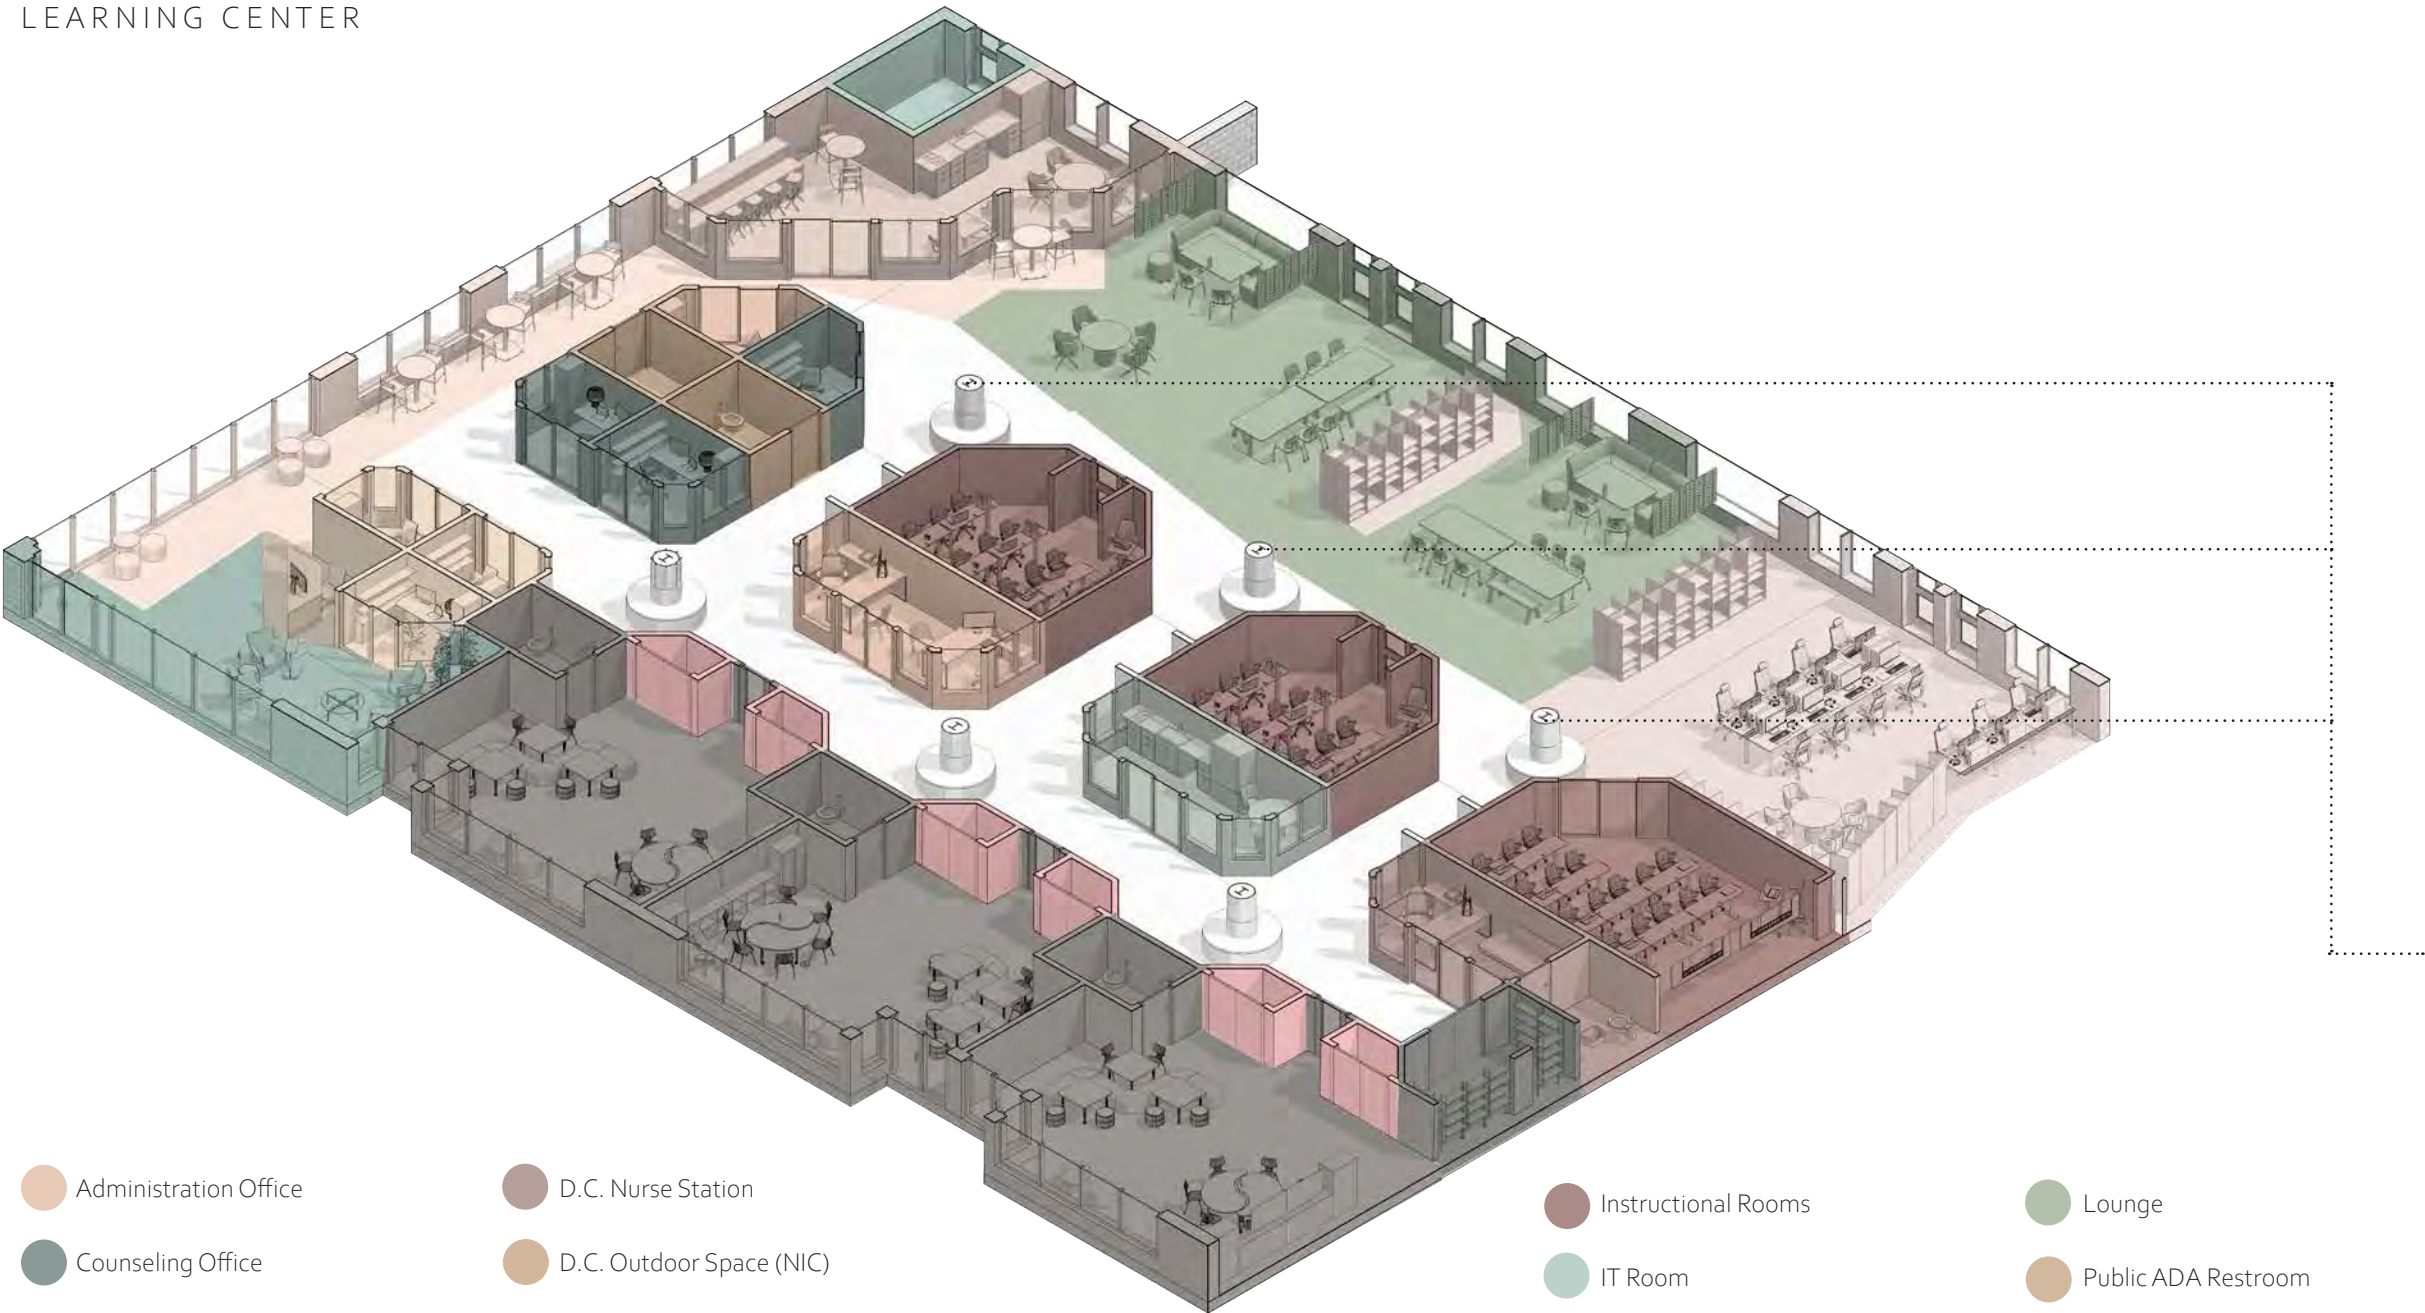 LEARNING CENTER
H
H
H
H
H
H
Administration Office
D.C. Nurse Station
Instructional Rooms
Lounge
Counseling Office
D.C. Outdoor Space (NIC)
IT Room
Public ADA Restroom